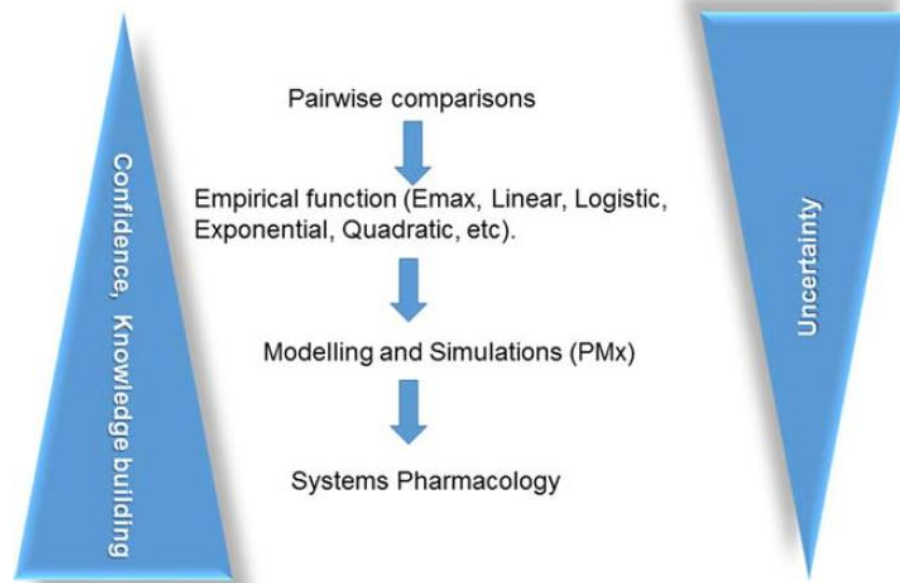 Pairwise comparisons
Empirical function (Emax, Linear, Logistic,
Exponential, Quadratic, etc).
Modelling and Simulations (PMx)
Systems Pharmacology
Confidence, Knowledge building
Uncertainty